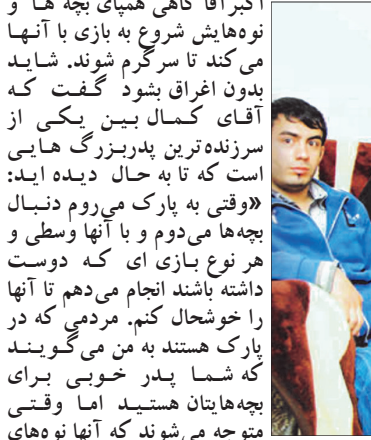 اکبرآقا گاهی همپای بچه ها و
نوه‌هایش شروع به بازی با آنها
می کند تا سرگرم شوند. شاید
بدون اغراق بشود گفت که
آقای کمال بین یکی از
سرزنده ترین پدربزرگ هایی
است که تا به حال دیده اید:
«وقتی به پارک می‌روم دنبال
بچه‌ها می‌دوم و با آنها وسطی و
هر نوع بازی ای که دوست
داشته باشند انجام می‌دهم تا آنها
را خوشحال کنم. مردمی که در
پارک هستند به من می گویند
که شما پدر خوبی برای
بچه‌هایتان هستید اما وقتی
متوجه می‌شوند که آنها نوه‌های